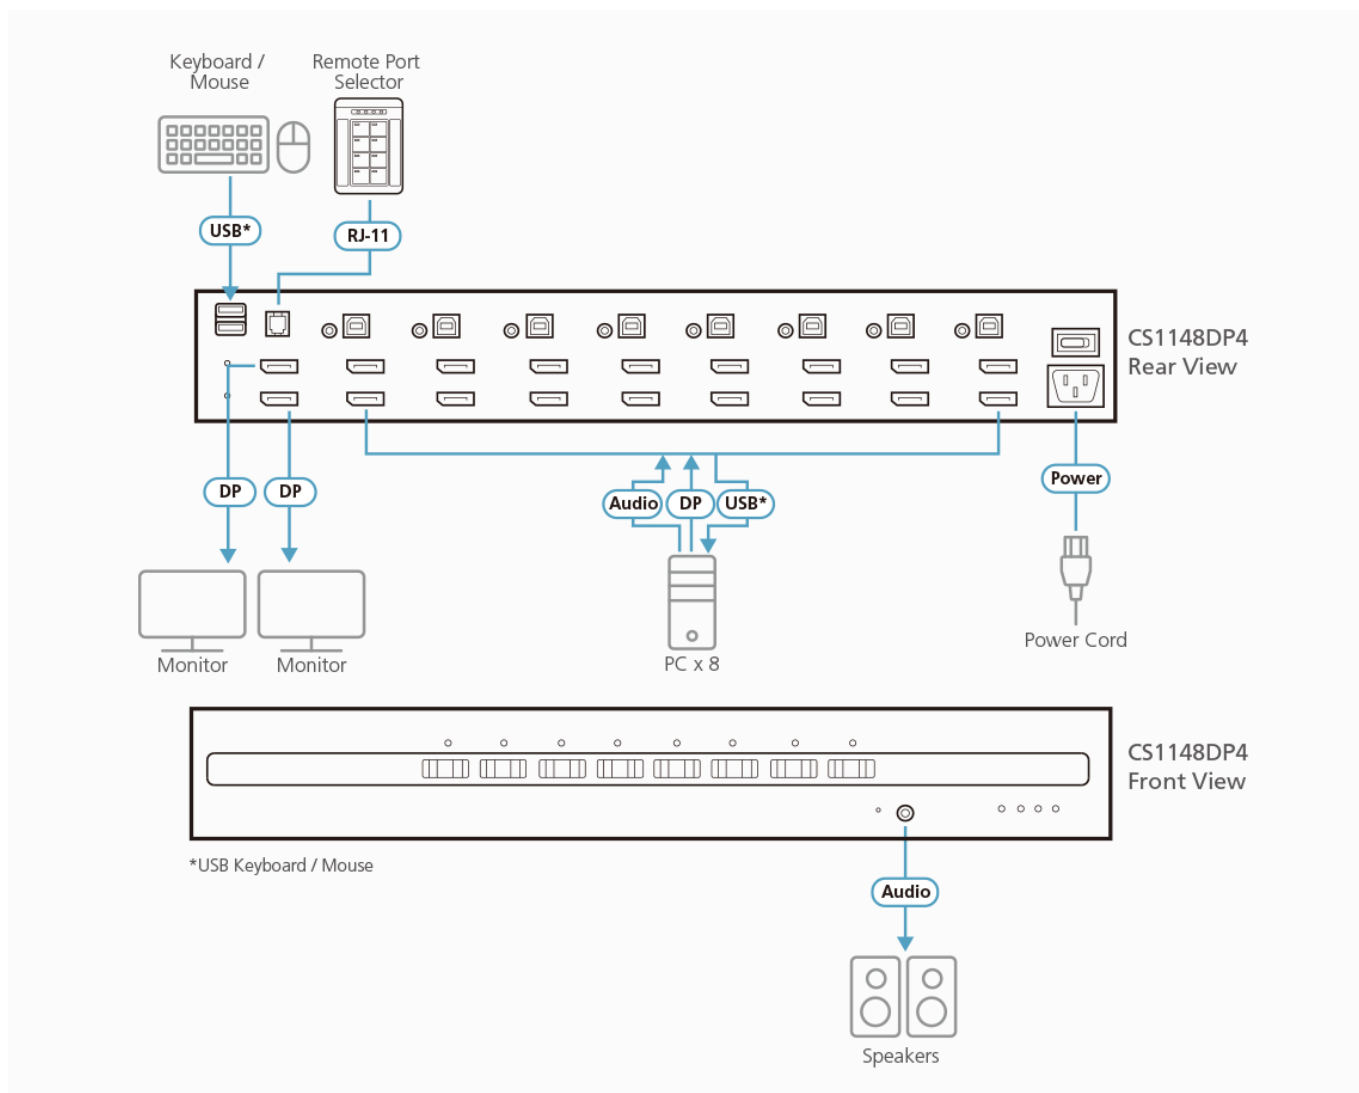 Keyboard /
Mouse
Remote Port
Selector
USB*
RJ-11
CS1148DP4
Rear View
DP
DP
Audio
DP
USB*
Power
Monitor
Monitor
PC x 8
Power Cord
CS1148DP4
Front View
*USB Keyboard / Mouse
Audio
Speakers